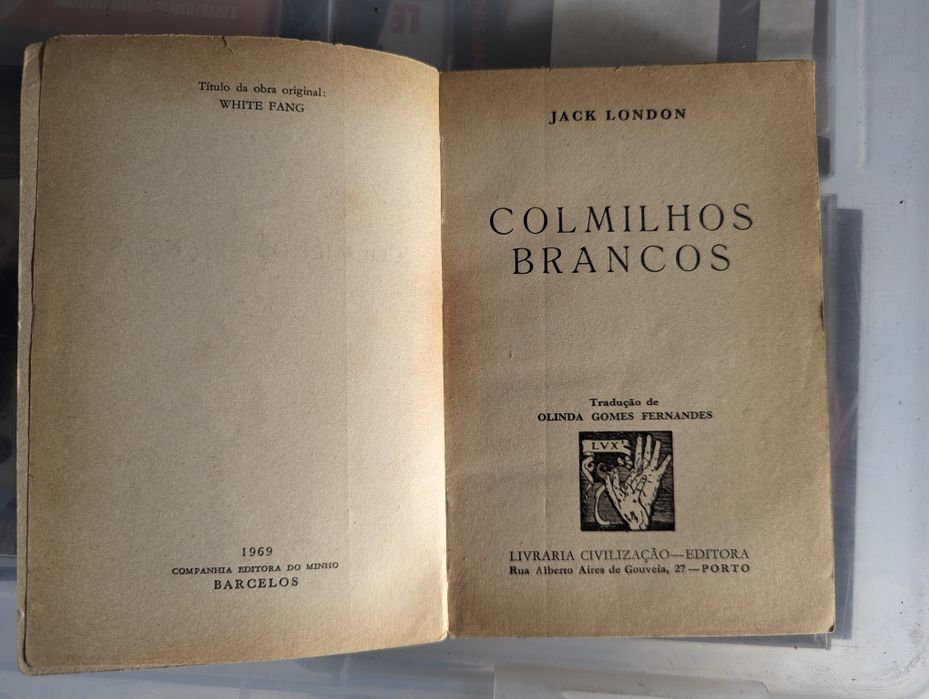 Título da obra original:
WHITE FANG
1969
COMPANHIA EDITORA DO MINHO
BARCELOS
JACK LONDON
COLMILHOS
BRANCOS
Tradução de
OLINDA GOMES FERNANDES
LVX
LIVRARIA CIVILIZAÇÃO—EDITORA
Rua Alberto Aires de Gouveia, 27 — PORTO